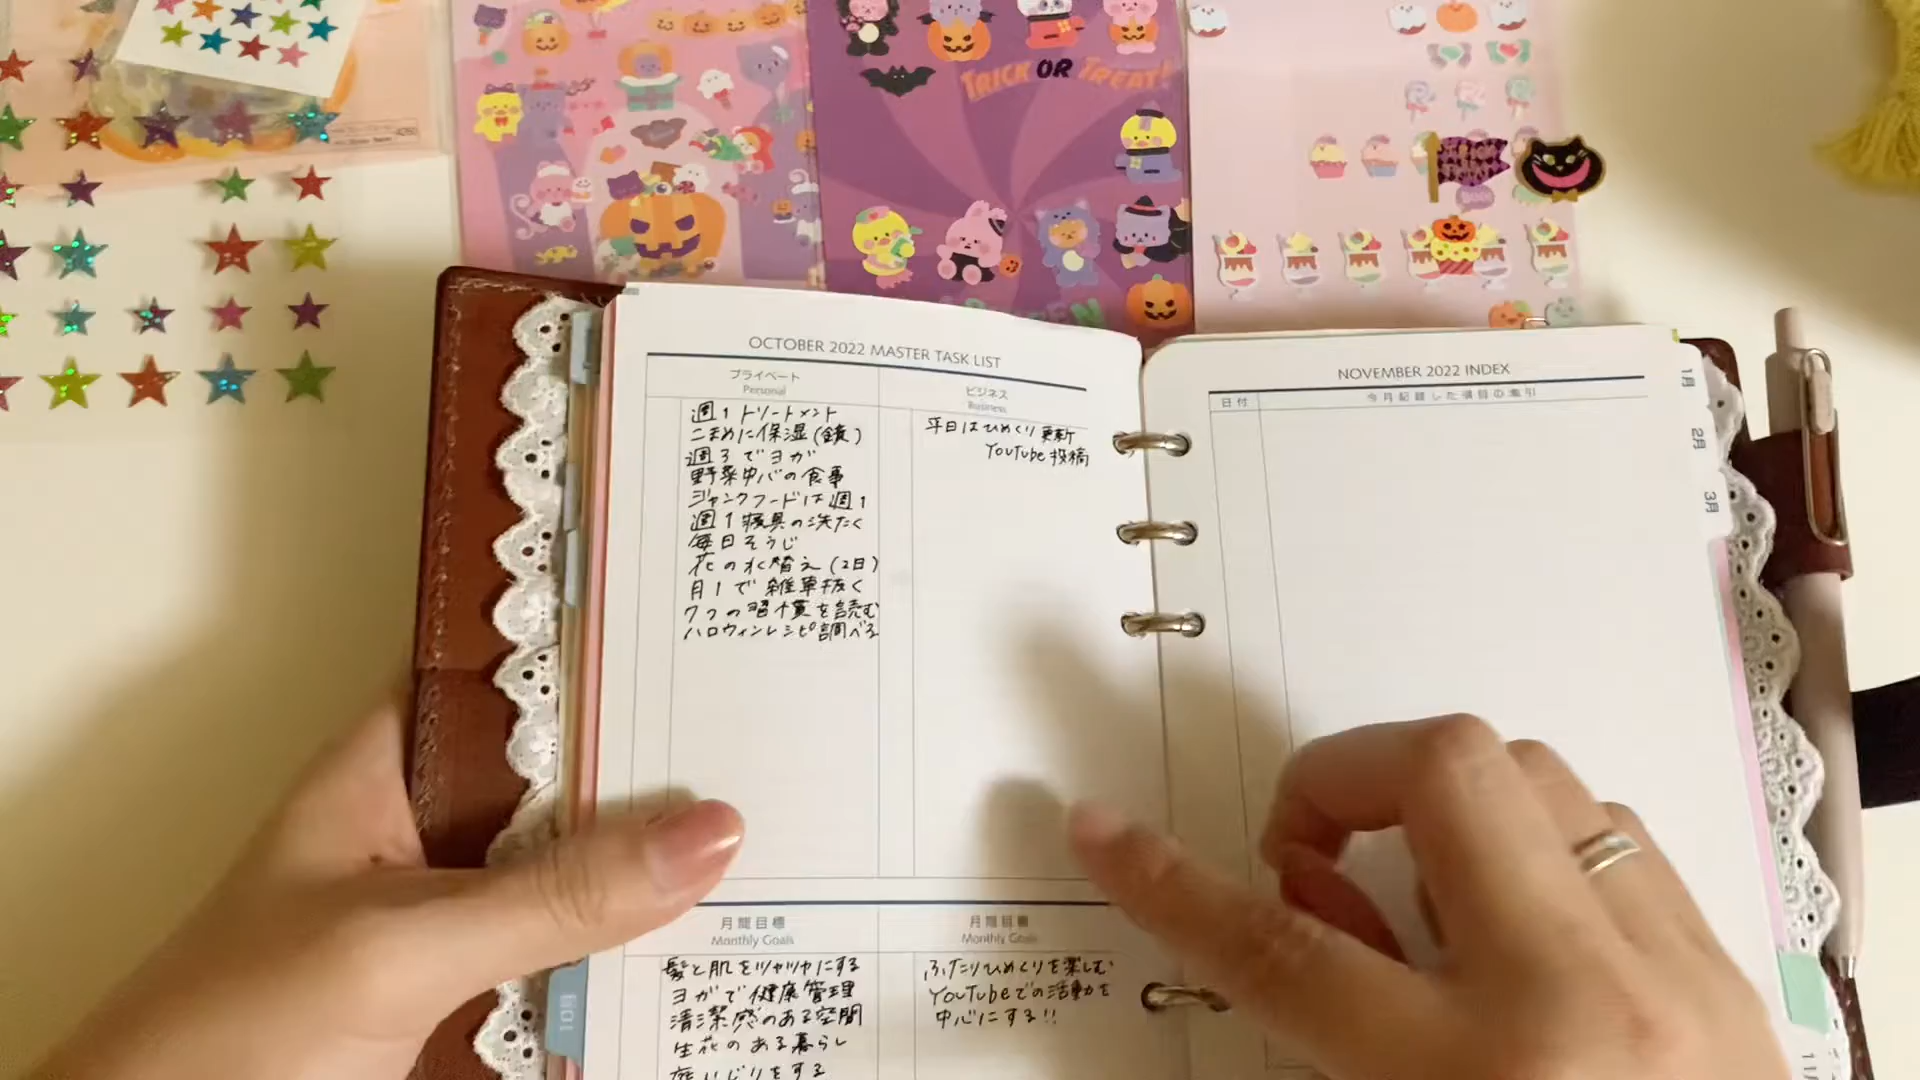 TRICK OR TREAT!
OCTOBER 2022 MASTER TASK LIST
プライベート
Personal
週1トリートメント
こまめに保湿(鏡)
週3でヨガ
野菜中心の食事
ジャンクフードは週1
週1寝具の洗たく
毎日そうじ
花の水替え(2日)
月1で雑草抜く
7つの習慣を読む
ハロウィンレシピ調べる
ビジネス
Business
平日はひめくり更新
YouTube投稿
月間目標
Monthly Goals
髪と肌をツヤツヤにする
ヨガで健康管理
清潔感のある空間
生花のある暮らし
庭いじりをする
月間目標
Monthly Goals
ふたりひめくりを楽しむ
YouTubeでの活動を
中心にする!!
NOVEMBER 2022 INDEX
日付
今月記録した項目の索引
1月
2月
3月
10月